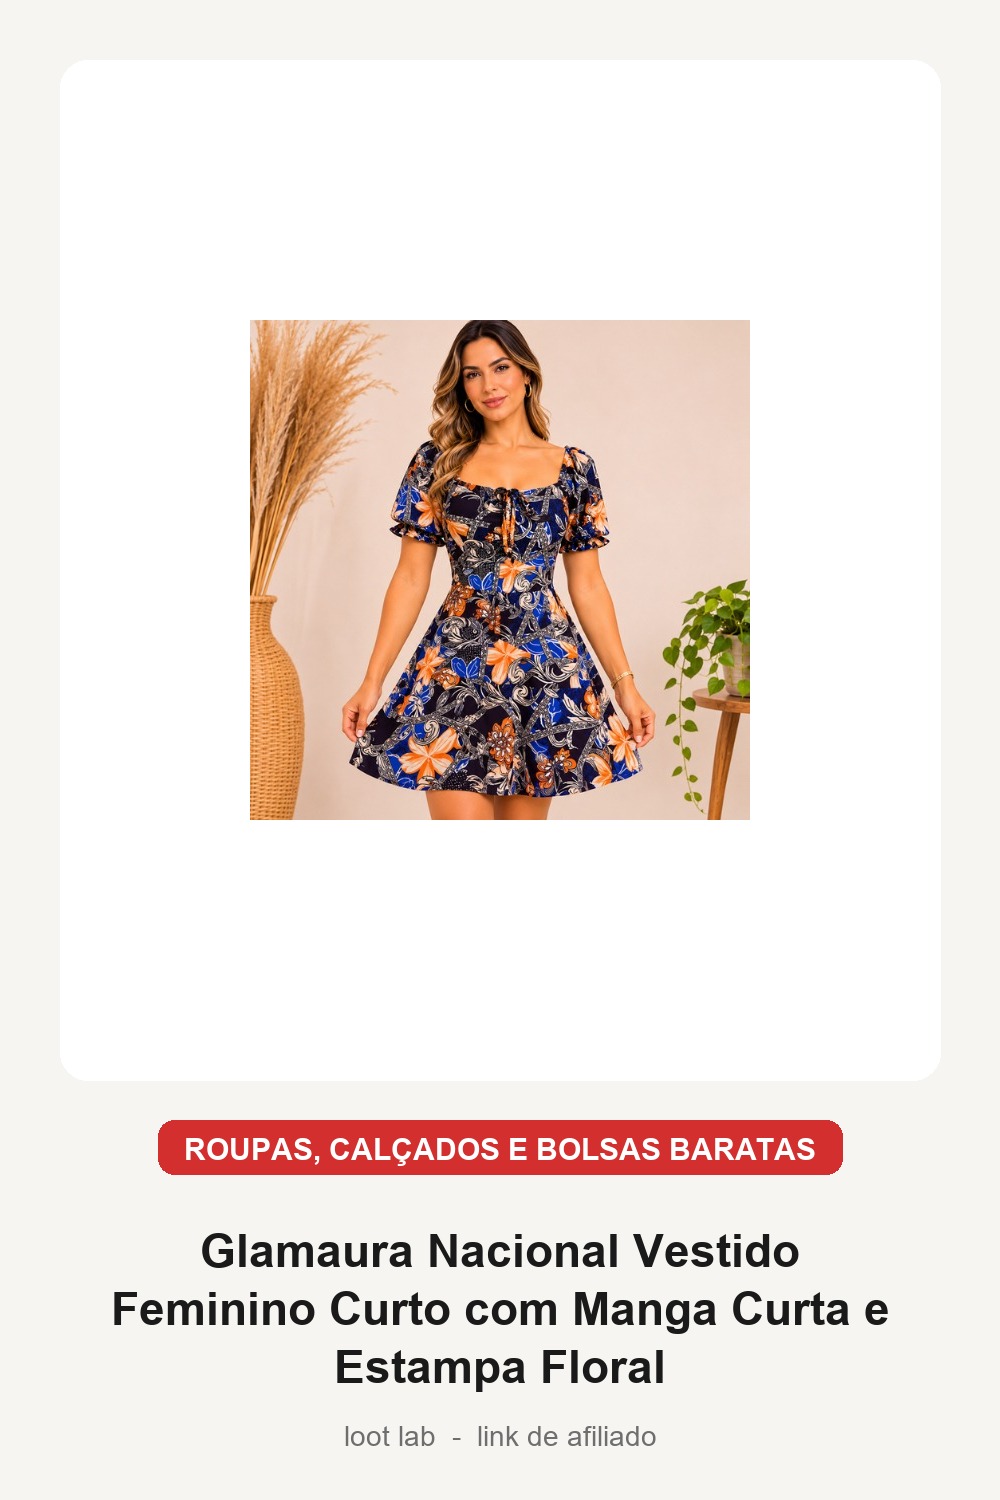 ROUPAS, CALÇADOS E BOLSAS BARATAS
Glamaura Nacional Vestido
Feminino Curto com Manga Curta e
Estampa Floral
loot lab - link de afiliado